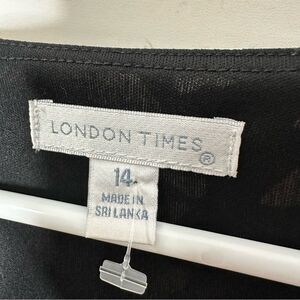 LONDON TIMES®
14
MADE IN
SRI LANKA